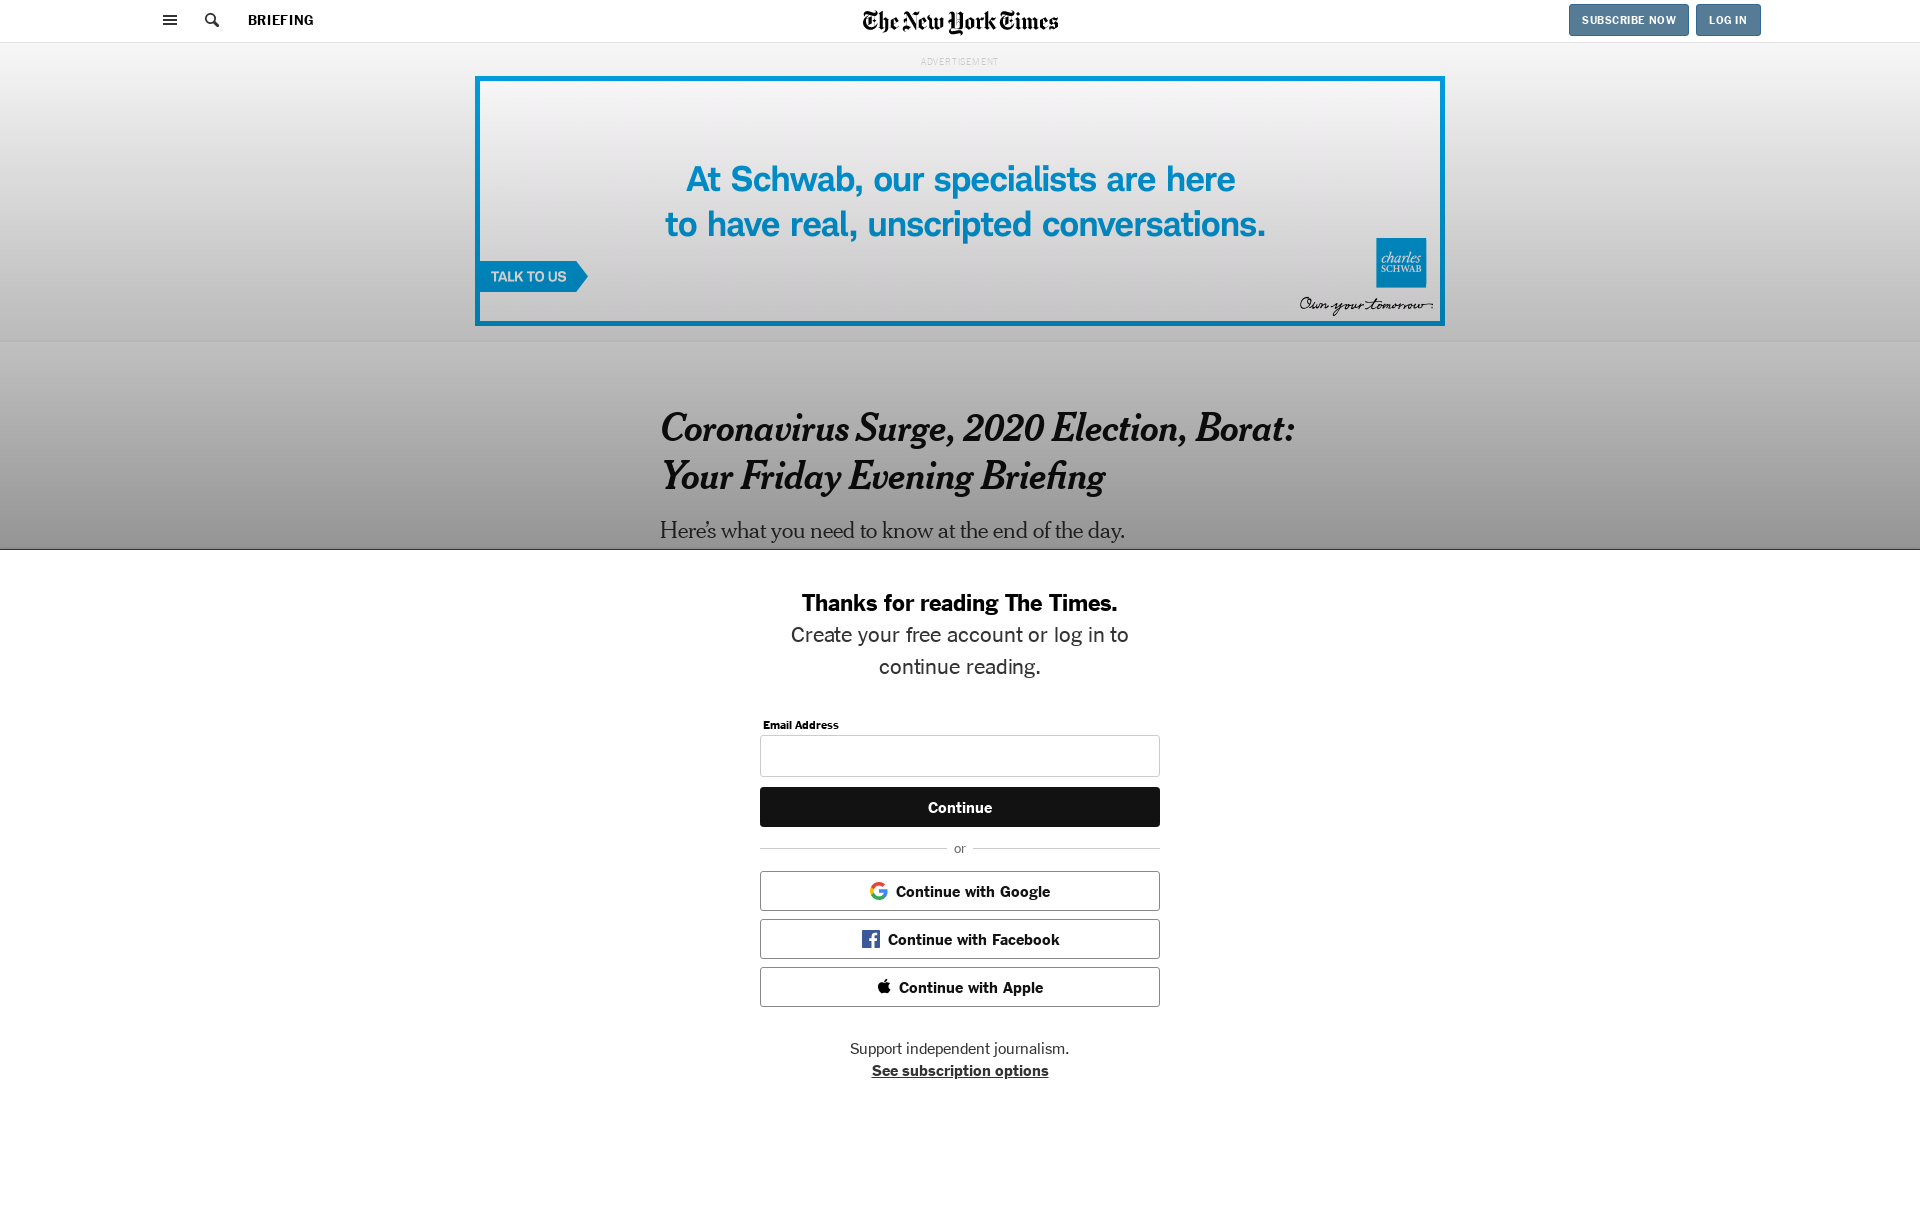 BRIEFING
The New York Times
SUBSCRIBE NOW
LOG IN
ADVERTISEMENT
At Schwab, our specialists are here
to have real, unscripted conversations.
TALK TO US
charles
SCHWAB
Own your tomorrow.
Coronavirus Surge, 2020 Election, Borat:
Your Friday Evening Briefing
Here’s what you need to know at the end of the day.
Thanks for reading The Times.
Create your free account or log in to
continue reading.
Email Address
Continue
or
Continue with Google
Continue with Facebook
Continue with Apple
Support independent journalism.
See subscription options